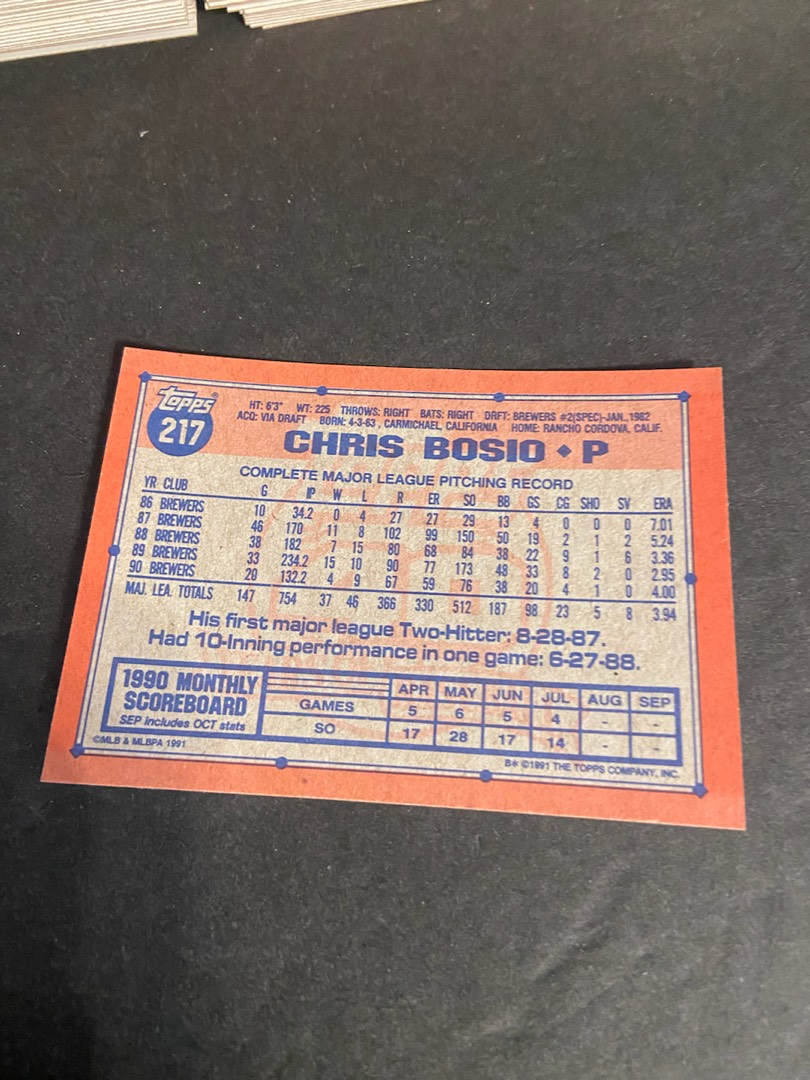 topps®
217
HT: 6'3" WT: 225 THROWS: RIGHT BATS: RIGHT DRFT: BREWERS #2(SPEC)-JAN.,1982
ACQ: VIA DRAFT BORN: 4-3-63 , CARMICHAEL, CALIFORNIA HOME: RANCHO CORDOVA, CALIF.
CHRIS BOSIO ◆ P
COMPLETE MAJOR LEAGUE PITCHING RECORD
YR CLUB G IP W L R ER SO BB GS CG SHO SV ERA
86 BREWERS 10 34.2 0 4 27 27 29 13 4 0 0 0 7.01
87 BREWERS 46 170 11 8 102 99 150 50 19 2 1 2 5.24
88 BREWERS 38 182 7 15 80 68 84 38 22 9 1 6 3.36
89 BREWERS 33 234.2 15 10 90 77 173 48 33 8 2 0 2.95
90 BREWERS 20 132.2 4 9 67 59 76 38 20 4 1 0 4.00
MAJ. LEA. TOTALS 147 754 37 46 366 330 512 187 98 23 5 8 3.94
His first major league Two-Hitter: 8-28-87.
Had 10-Inning performance in one game: 6-27-88.
1990 MONTHLY
SCOREBOARD
SEP includes OCT stats
APR MAY JUN JUL AUG SEP
GAMES 5 6 5 4 - -
SO 17 28 17 14 - -
©MLB & MLBPA 1991
B* ©1991 THE TOPPS COMPANY, INC.